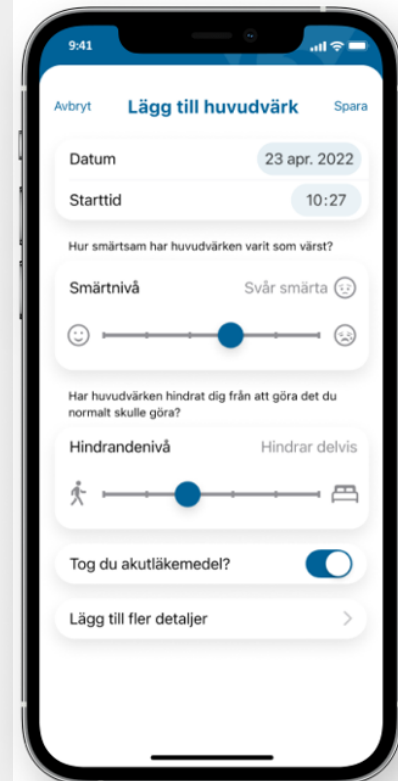 9:41
Avbryt Lägg till huvudvärk Spara
Datum 23 apr. 2022
Starttid 10:27
Hur smärtsam har huvudvärken varit som värst?
Smärtnivå Svår smärta
Har huvudvärken hindrat dig från att göra det du
normalt skulle göra?
Hindrandenivå Hindrar delvis
Tog du akutläkemedel?
Lägg till fler detaljer